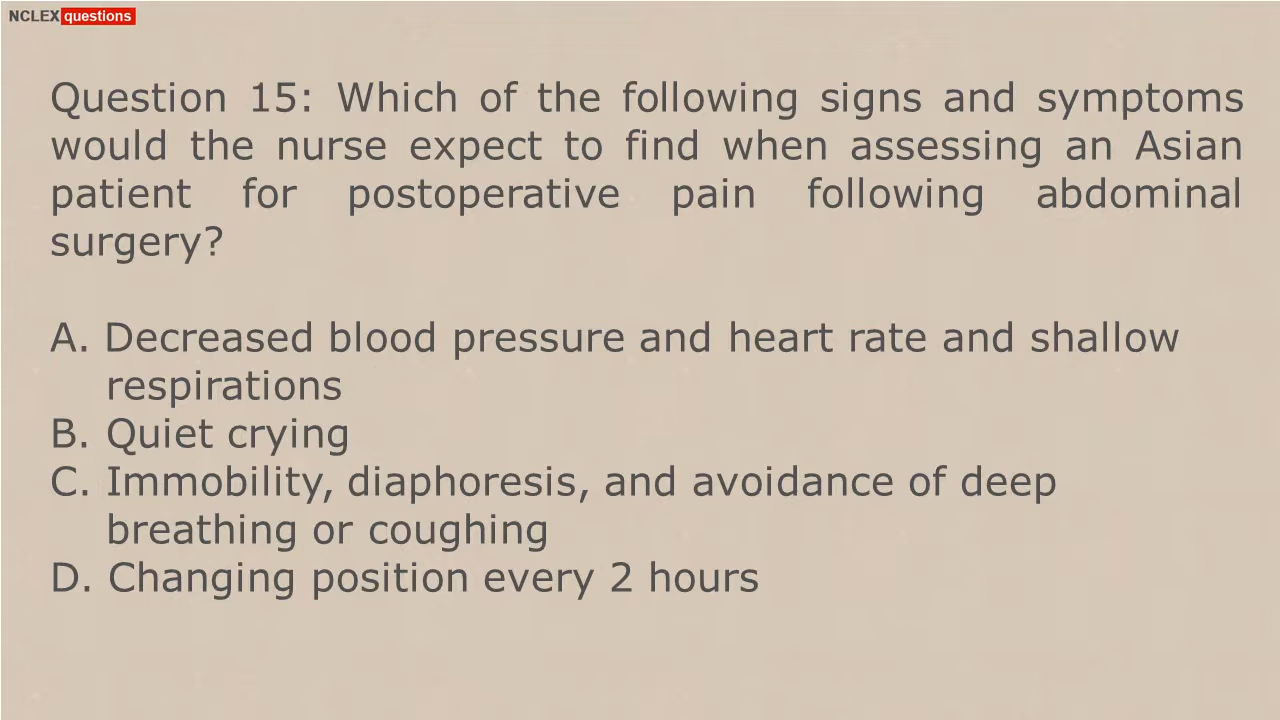 NCLEX questions
Question 15: Which of the following signs and symptoms
would the nurse expect to find when assessing an Asian
patient for postoperative pain following abdominal
surgery?
A. Decreased blood pressure and heart rate and shallow
respirations
B. Quiet crying
C. Immobility, diaphoresis, and avoidance of deep
breathing or coughing
D. Changing position every 2 hours